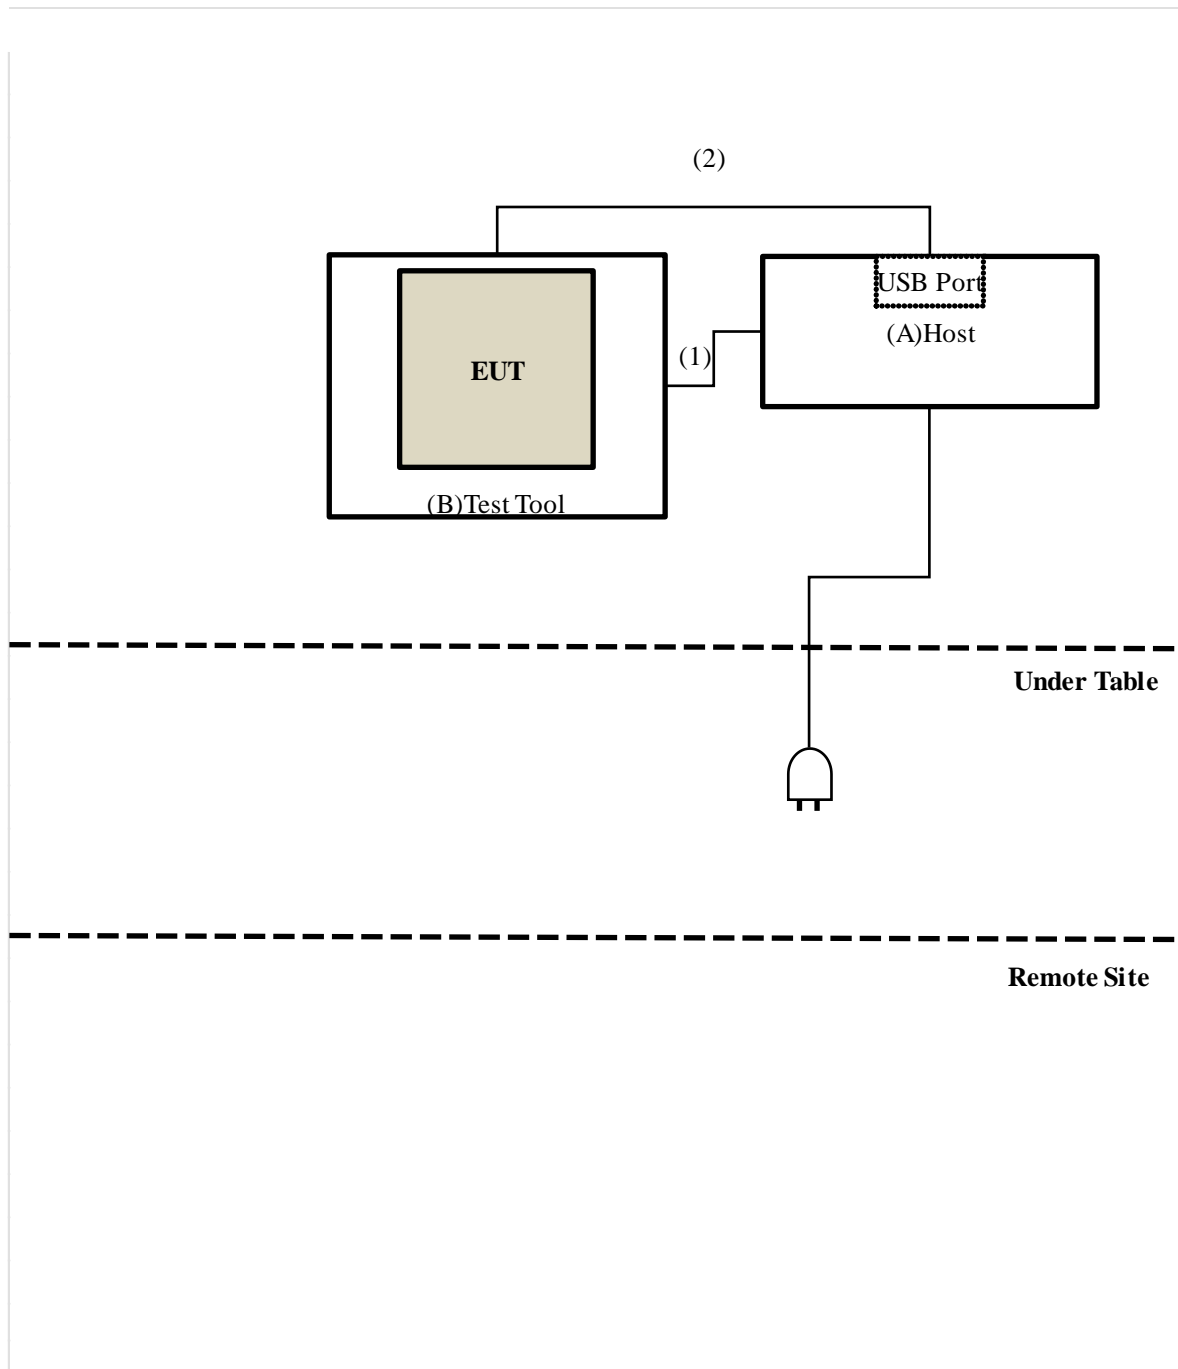 (2)
USB Port
(A)Host
(1)
EUT
(B)Test Tool
Under Table
Remote Site